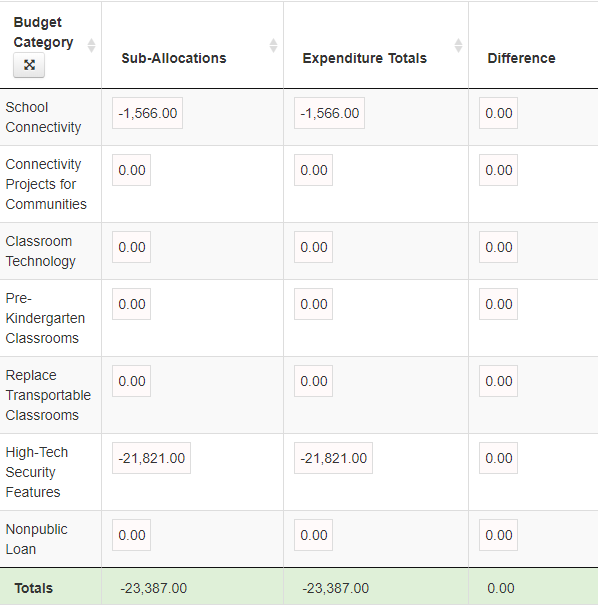 Budget
Category
Sub-Allocations
Expenditure Totals
Difference
School
Connectivity
-1,566.00
-1,566.00
0.00
Connectivity
Projects for
Communities
0.00
0.00
0.00
Classroom
Technology
0.00
0.00
0.00
Pre-
Kindergarten
Classrooms
0.00
0.00
0.00
Replace
Transportable
Classrooms
0.00
0.00
0.00
High-Tech
Security
Features
-21,821.00
-21,821.00
0.00
Nonpublic
Loan
0.00
0.00
0.00
Totals
-23,387.00
-23,387.00
0.00